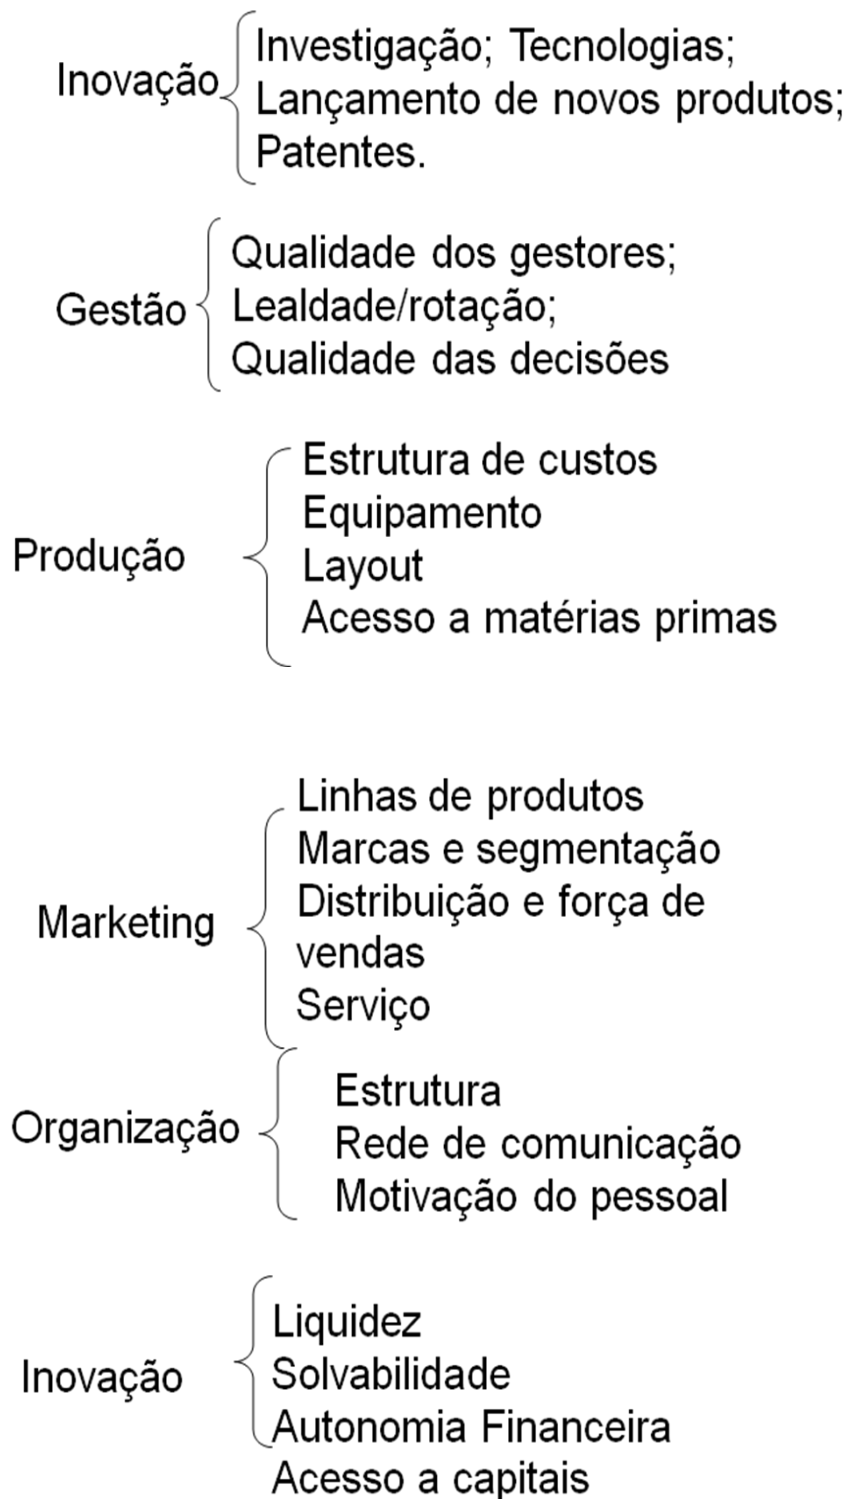 Inovação
Investigação; Tecnologias;
Lançamento de novos produtos;
Patentes.
Gestão
Qualidade dos gestores;
Lealdade/rotação;
Qualidade das decisões
Produção
Estrutura de custos
Equipamento
Layout
Acesso a matérias primas
Marketing
Linhas de produtos
Marcas e segmentação
Distribuição e força de
vendas
Serviço
Organização
Estrutura
Rede de comunicação
Motivação do pessoal
Inovação
Liquidez
Solvabilidade
Autonomia Financeira
Acesso a capitais